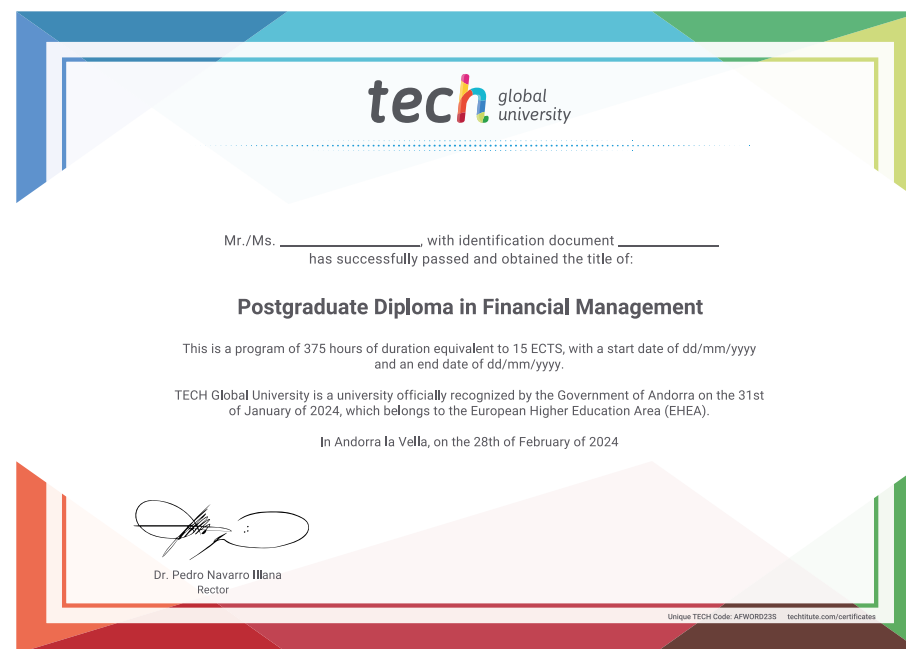 tech global
university
Mr./Ms. ____________________, with identification document ______________
has successfully passed and obtained the title of:
Postgraduate Diploma in Financial Management
This is a program of 375 hours of duration equivalent to 15 ECTS, with a start date of dd/mm/yyyy
and an end date of dd/mm/yyyy.
TECH Global University is a university officially recognized by the Government of Andorra on the 31st
of January of 2024, which belongs to the European Higher Education Area (EHEA).
In Andorra la Vella, on the 28th of February of 2024
Dr. Pedro Navarro Illana
Rector
Unique TECH Code: AFWORD23S techtitute.com/certificates